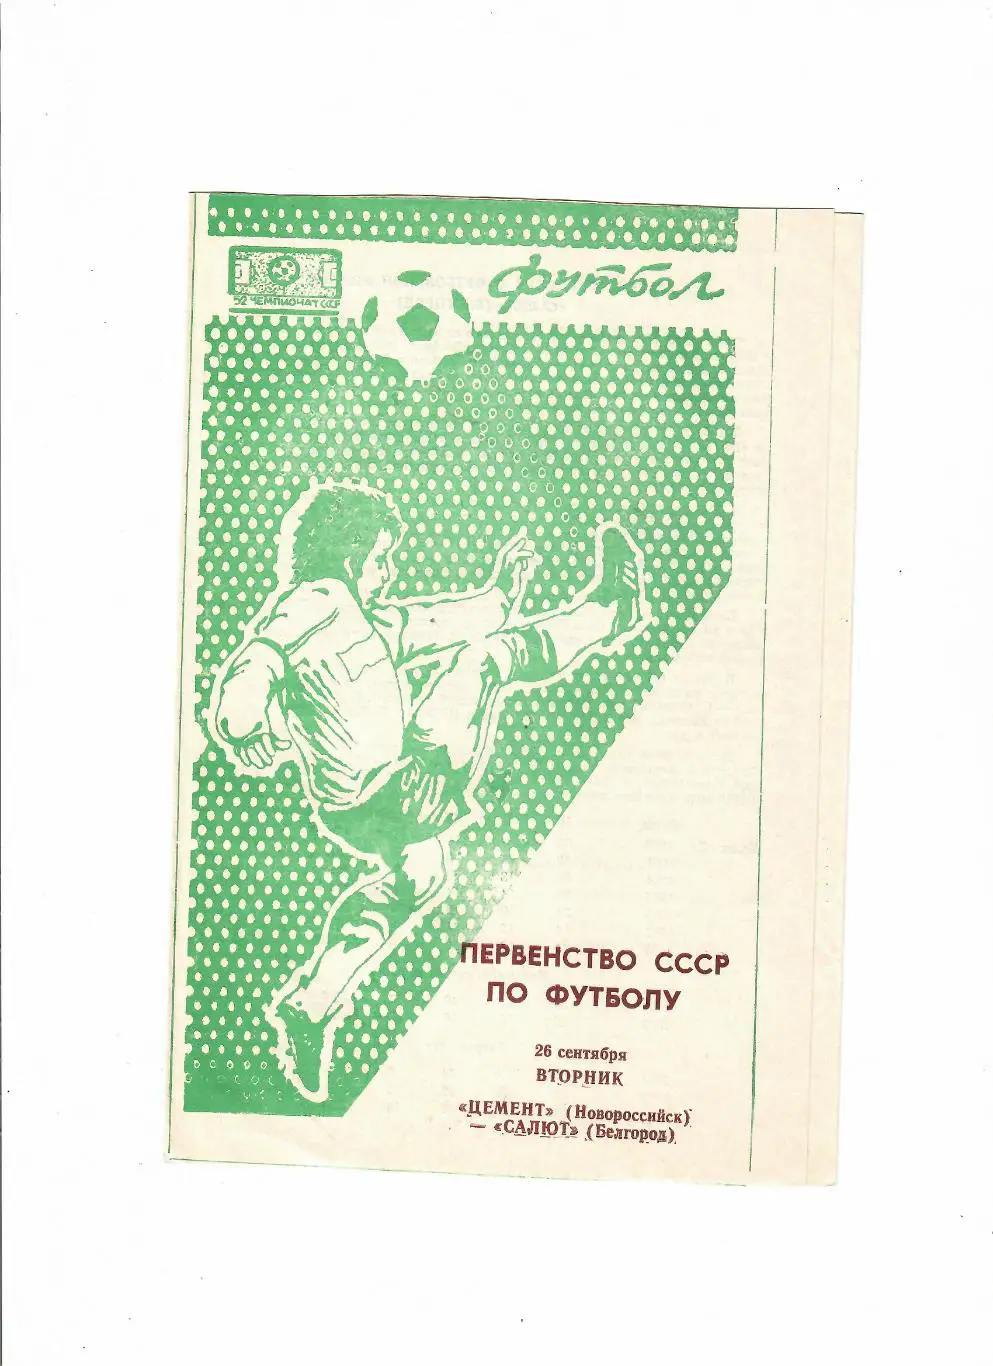 футбол
52 ЧЕМПИОНАТ СССР
ПЕРВЕНСТВО СССР
ПО ФУТБОЛУ
26 сентября
ВТОРНИК
«ЦЕМЕНТ» (Новороссийск)
— «САЛЮТ» (Белгород)